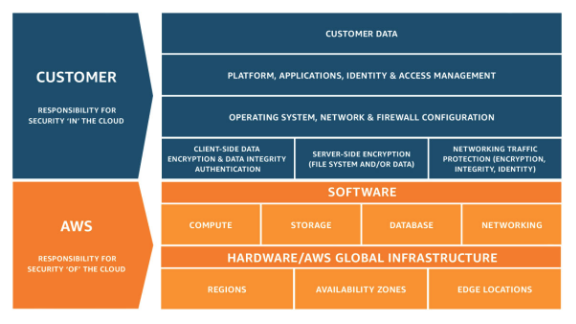 CUSTOMER
RESPONSIBILITY FOR
SECURITY ‘IN’ THE CLOUD
CUSTOMER DATA
PLATFORM, APPLICATIONS, IDENTITY & ACCESS MANAGEMENT
OPERATING SYSTEM, NETWORK & FIREWALL CONFIGURATION
CLIENT-SIDE DATA
ENCRYPTION & DATA INTEGRITY
AUTHENTICATION
SERVER-SIDE ENCRYPTION
(FILE SYSTEM AND/OR DATA)
NETWORKING TRAFFIC
PROTECTION (ENCRYPTION,
INTEGRITY, IDENTITY)
AWS
RESPONSIBILITY FOR
SECURITY ‘OF’ THE CLOUD
SOFTWARE
COMPUTE
STORAGE
DATABASE
NETWORKING
HARDWARE/AWS GLOBAL INFRASTRUCTURE
REGIONS
AVAILABILITY ZONES
EDGE LOCATIONS